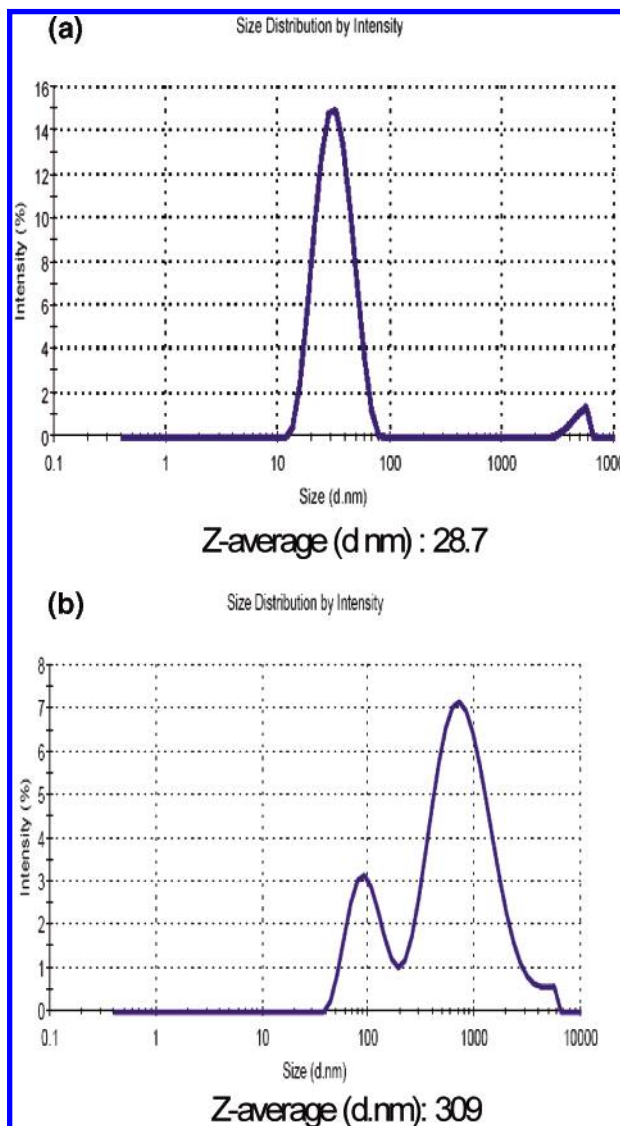 (a)
Size Distribution by Intensity
16
14
12
10
8
6
4
2
0
Intensity (%)
0.1 1 10 100 1000 1000
Size (d.nm)
Z-average (d nm) : 28.7
(b)
Size Distribution by Intensity
8
7
6
5
4
3
2
1
0
Intensity (%)
0.1 1 10 100 1000 10000
Size (d.nm)
Z-average (d.nm): 309